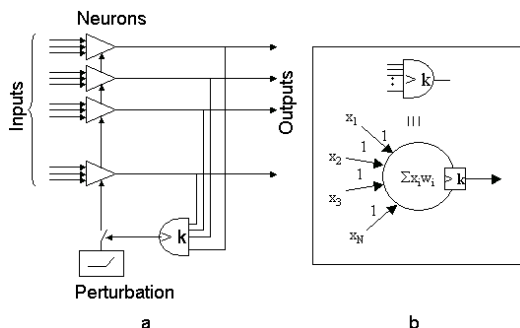 Neurons
Inputs
Outputs
> k
Perturbation
a
> k
x1
1
x2
1
x3
1
xN
1
Σxiwi
> k
b